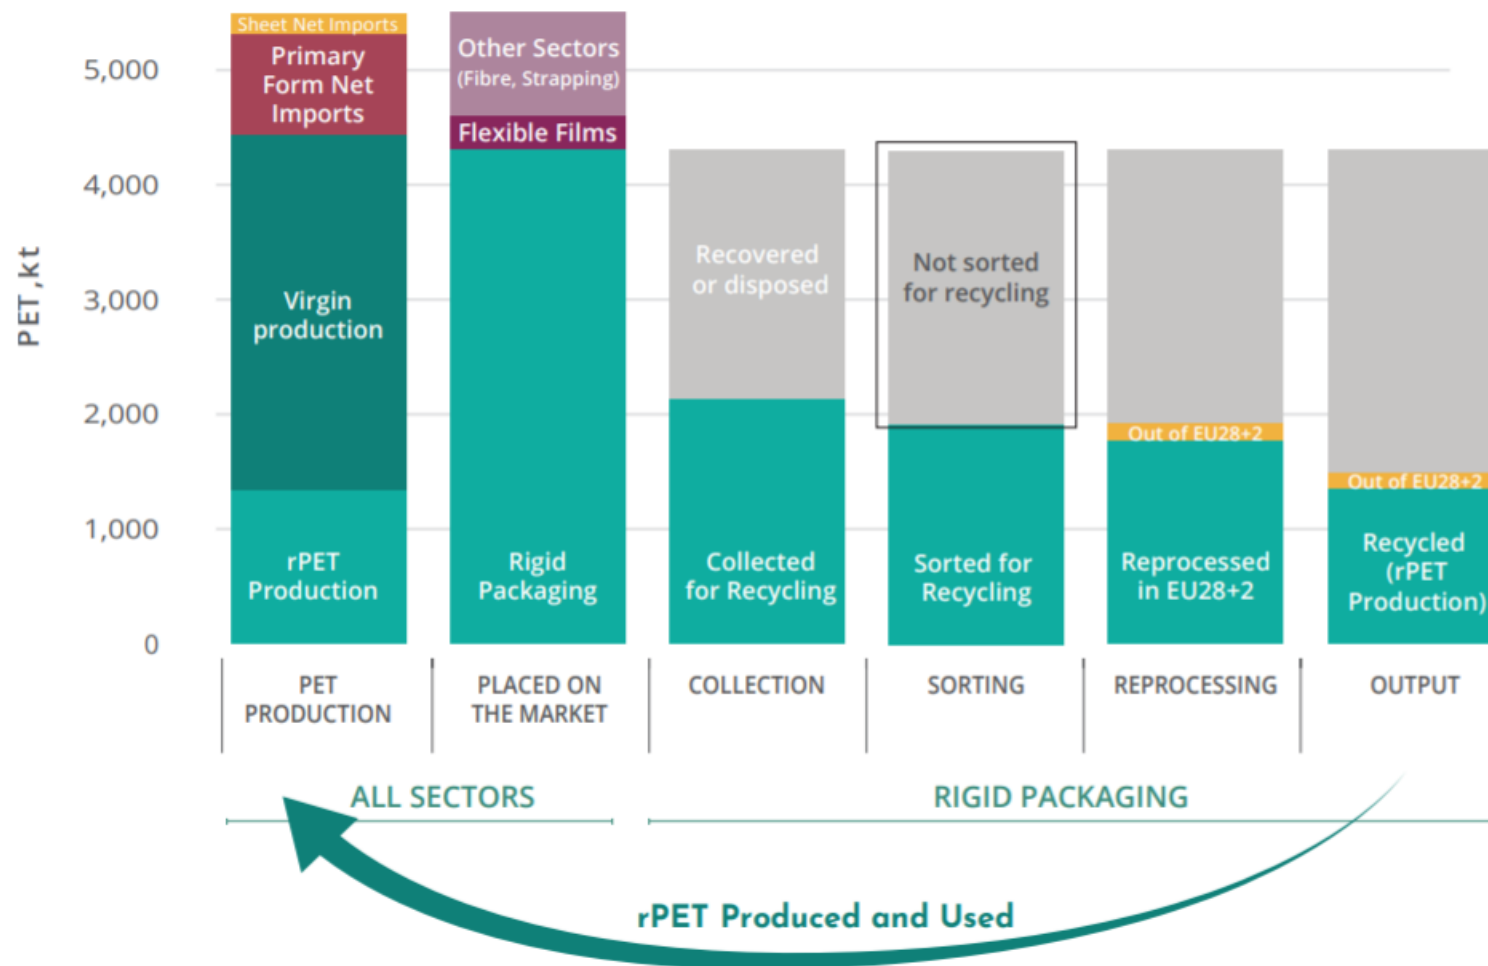 Sheet Net Imports
Primary
Form Net
Imports
Virgin
production
rPET
Production
Other Sectors
(Fibre, Strapping)
Flexible Films
Rigid
Packaging
Recovered
or disposed
Collected
for Recycling
Not sorted
for recycling
Sorted for
Recycling
Out of EU28+2
Reprocessed
in EU28+2
Out of EU28+2
Recycled
(rPET
Production)
PET,kt
5,000
4,000
3,000
2,000
1,000
0
PET
PRODUCTION
PLACED ON
THE MARKET
COLLECTION
SORTING
REPROCESSING
OUTPUT
ALL SECTORS
RIGID PACKAGING
rPET Produced and Used